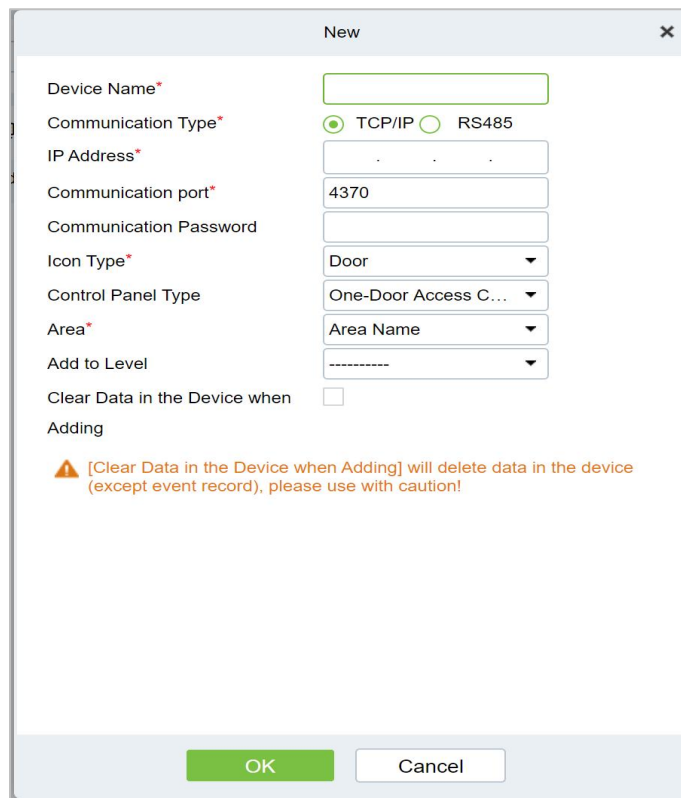 New
Device Name*
Communication Type* TCP/IP RS485
IP Address* . . .
Communication port* 4370
Communication Password
Icon Type* Door
Control Panel Type One-Door Access C...
Area* Area Name
Add to Level ----------
Clear Data in the Device when
Adding
[Clear Data in the Device when Adding] will delete data in the device
(except event record), please use with caution!
OK Cancel